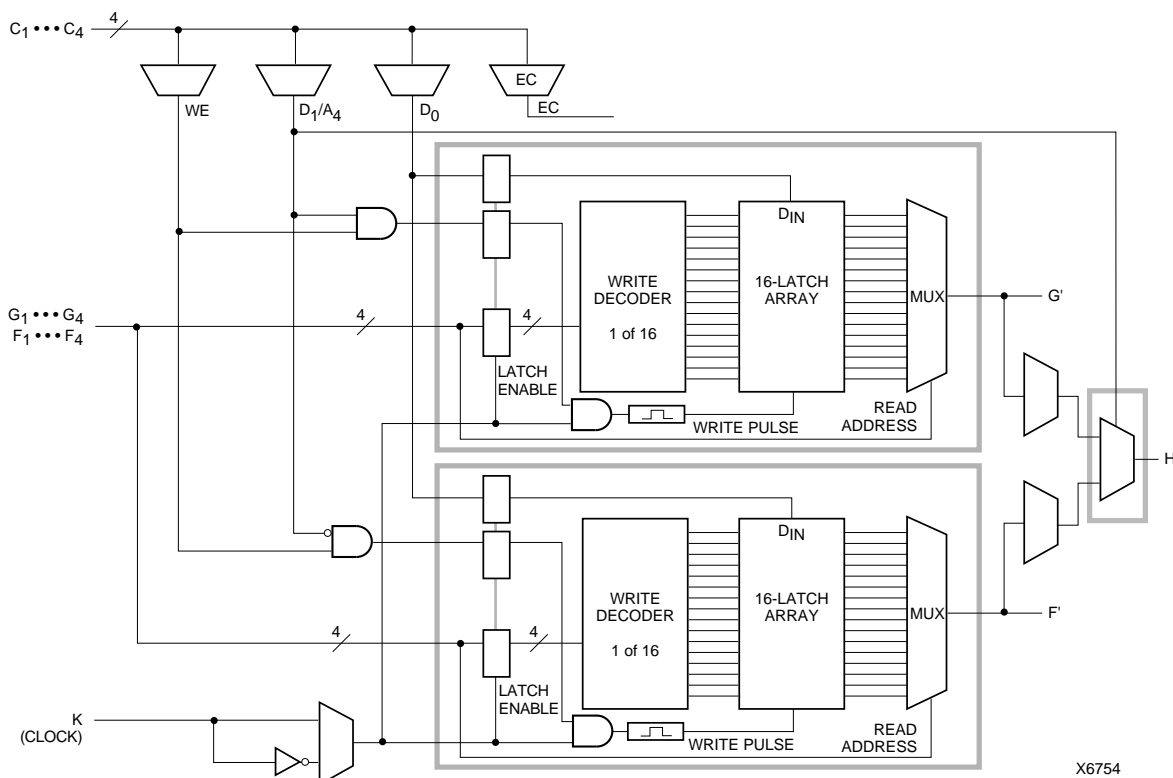 C1 ••• C4
4
EC
WE
D1/A4
D0
EC
DIN
WRITE
DECODER
1 of 16
16-LATCH
ARRAY
MUX
G'
G1 ••• G4
F1 ••• F4
4
4
LATCH
ENABLE
WRITE PULSE
READ
ADDRESS
H'
DIN
WRITE
DECODER
1 of 16
16-LATCH
ARRAY
MUX
F'
4
4
LATCH
ENABLE
K
(CLOCK)
WRITE PULSE
READ
ADDRESS
X6754